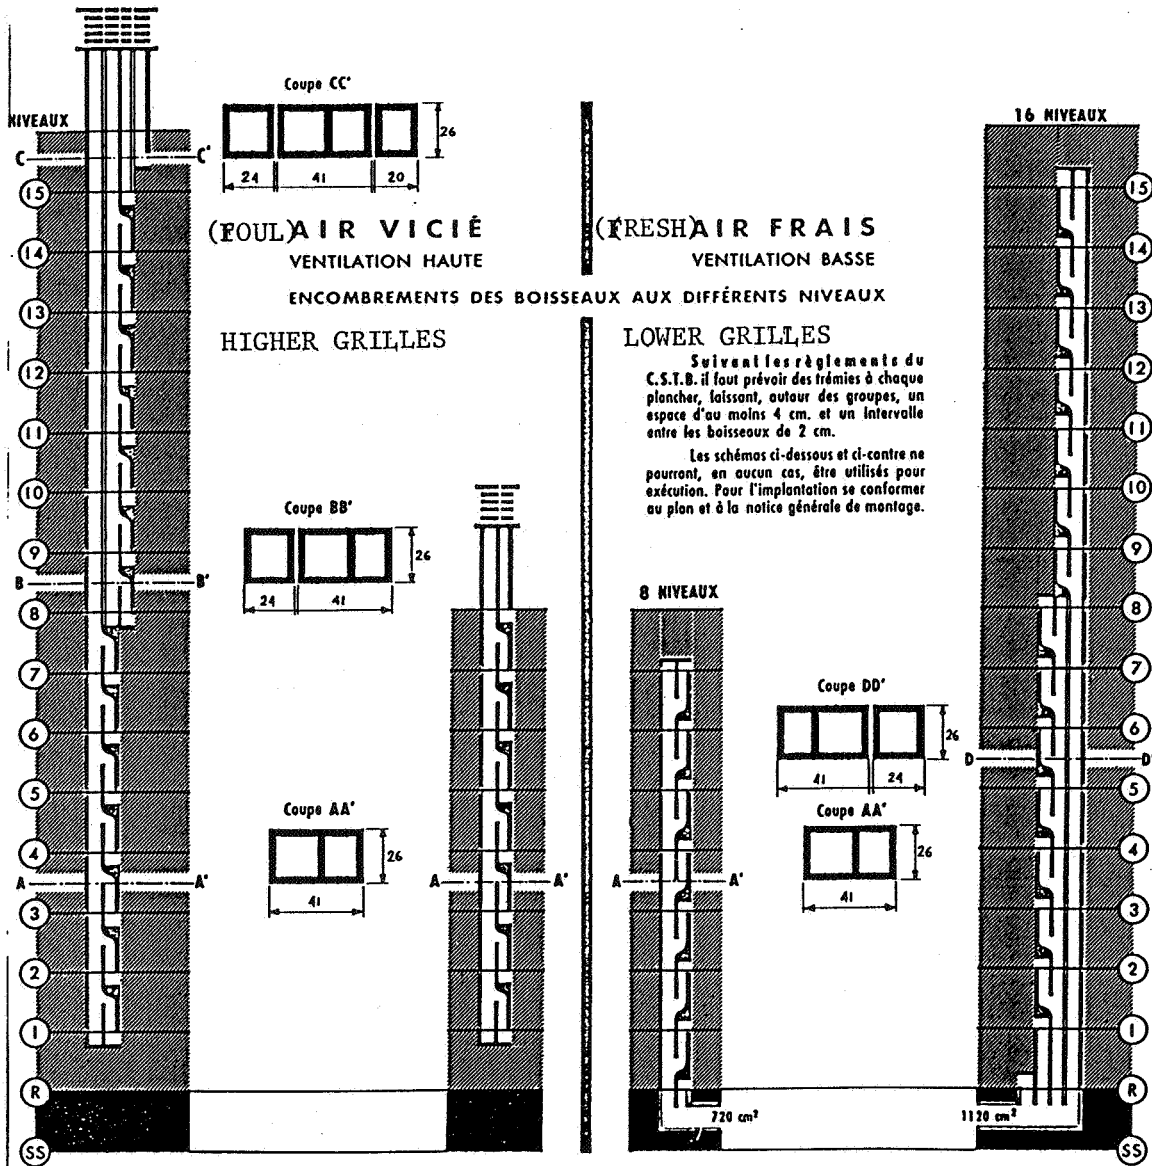 Coupe CC'
NIVEAUX
16 NIVEAUX
C C'
26
24 41 20
15
14
13
12
11
10
9
8
7
6
5
4
3
2
1
R
SS
(FOUL) AIR VICIÉ
VENTILATION HAUTE
(FRESH) AIR FRAIS
VENTILATION BASSE
ENCOMBREMENTS DES BOISSEAUX AUX DIFFÉRENTS NIVEAUX
HIGHER GRILLES
LOWER GRILLES
Suivant les règlements du
C.S.T.B. il faut prévoir des trémies à chaque
plancher, laissant, autour des groupes, un
espace d'au moins 4 cm. et un intervalle
entre les boisseaux de 2 cm.
Les schémas ci-dessous et ci-contre ne
pourront, en aucun cas, être utilisés pour
exécution. Pour l'implantation se conformer
au plan et à la notice générale de montage.
Coupe BB'
26
24 41
B B'
8 NIVEAUX
Coupe DD'
26
41 24
D D'
Coupe AA'
26
41
Coupe AA'
26
41
A A'
A A'
A A'
720 cm²
1120 cm²
15
14
13
12
11
10
9
8
7
6
5
4
3
2
1
R
SS